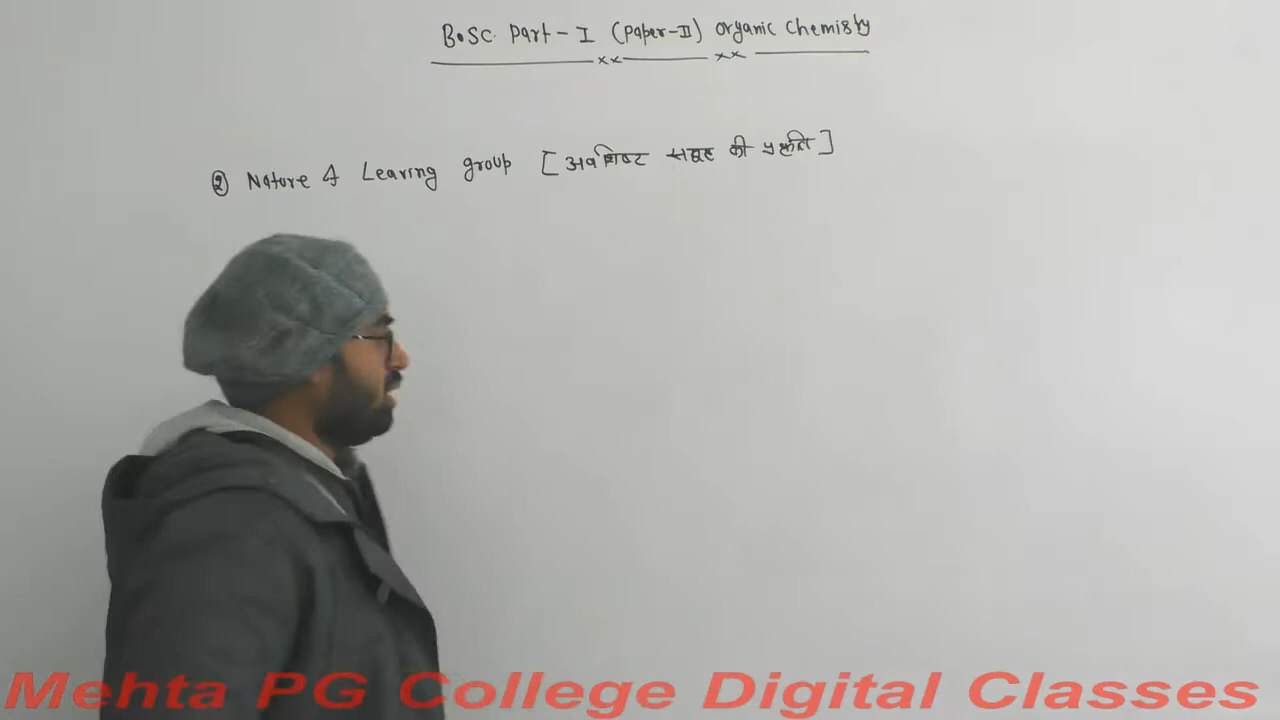 B.Sc. Part - I (Paper-II) Organic Chemistry
② Nature of Leaving group [अवशिष्ट समूह की प्रकृति]
Mehta PG College Digital Classes